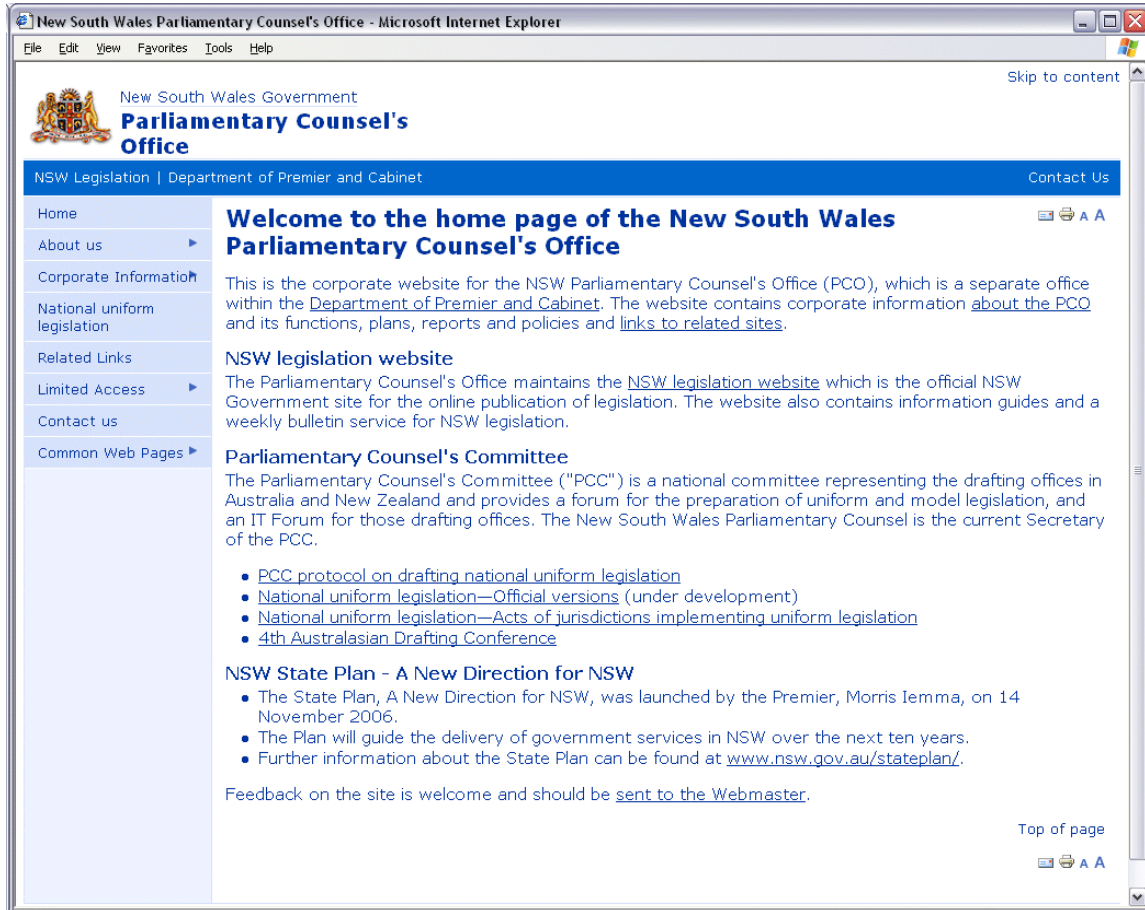 New South Wales Parliamentary Counsel's Office - Microsoft Internet Explorer
File Edit View Favorites Tools Help
Skip to content
New South Wales Government
Parliamentary Counsel's
Office
NSW Legislation | Department of Premier and Cabinet Contact Us
Home
About us
Corporate Information
National uniform
legislation
Related Links
Limited Access
Contact us
Common Web Pages
Welcome to the home page of the New South Wales
Parliamentary Counsel's Office
A A
This is the corporate website for the NSW Parliamentary Counsel's Office (PCO), which is a separate office
within the Department of Premier and Cabinet. The website contains corporate information about the PCO
and its functions, plans, reports and policies and links to related sites.
NSW legislation website
The Parliamentary Counsel's Office maintains the NSW legislation website which is the official NSW
Government site for the online publication of legislation. The website also contains information guides and a
weekly bulletin service for NSW legislation.
Parliamentary Counsel's Committee
The Parliamentary Counsel's Committee ("PCC") is a national committee representing the drafting offices in
Australia and New Zealand and provides a forum for the preparation of uniform and model legislation, and
an IT Forum for those drafting offices. The New South Wales Parliamentary Counsel is the current Secretary
of the PCC.
• PCC protocol on drafting national uniform legislation
• National uniform legislation—Official versions (under development)
• National uniform legislation—Acts of jurisdictions implementing uniform legislation
• 4th Australasian Drafting Conference
NSW State Plan - A New Direction for NSW
• The State Plan, A New Direction for NSW, was launched by the Premier, Morris Iemma, on 14
November 2006.
• The Plan will guide the delivery of government services in NSW over the next ten years.
• Further information about the State Plan can be found at www.nsw.gov.au/stateplan/.
Feedback on the site is welcome and should be sent to the Webmaster.
Top of page
A A